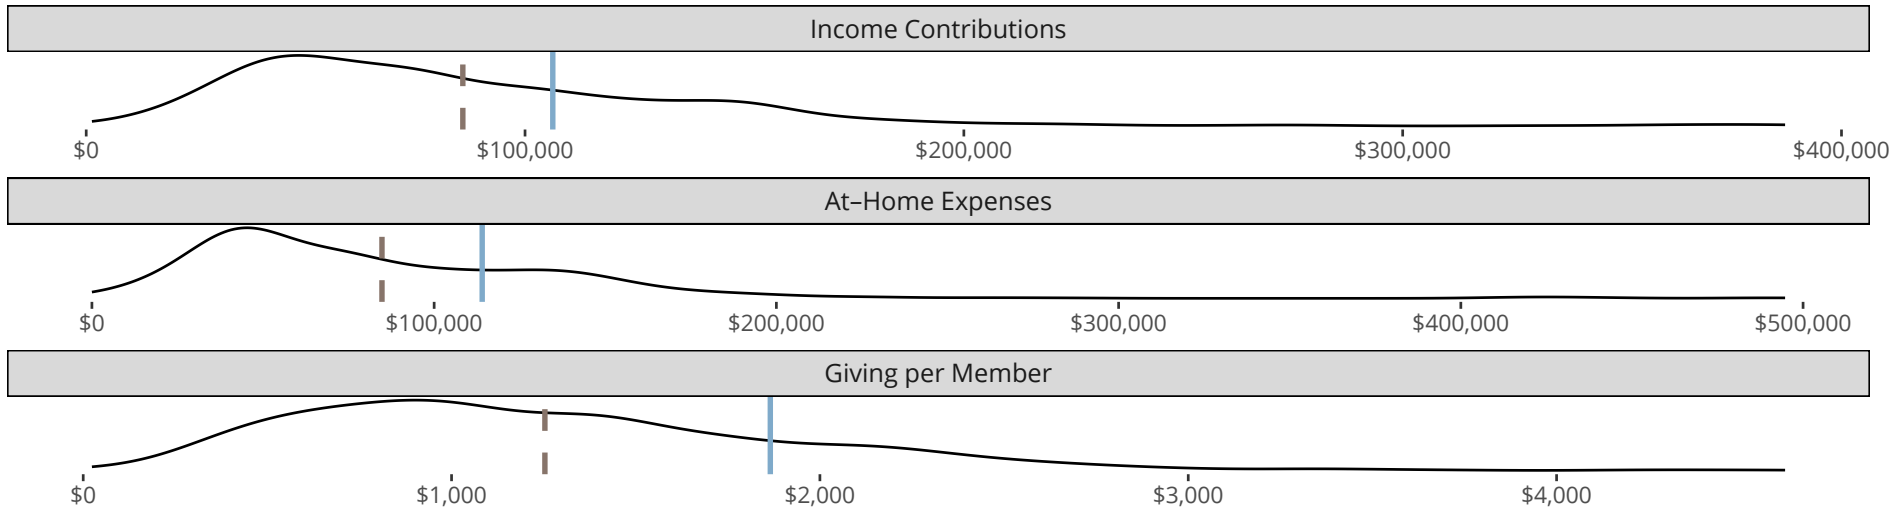 Income Contributions
$0 $100,000 $200,000 $300,000 $400,000
At–Home Expenses
$0 $100,000 $200,000 $300,000 $400,000 $500,000
Giving per Member
$0 $1,000 $2,000 $3,000 $4,000